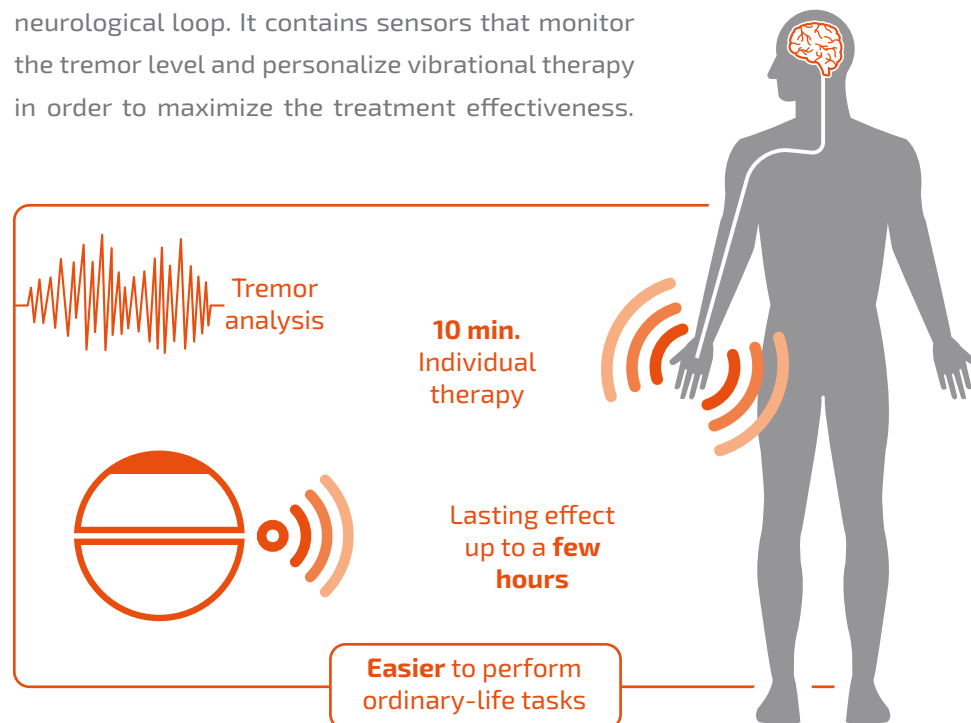 neurological loop. It contains sensors that monitor
the tremor level and personalize vibrational therapy
in order to maximize the treatment effectiveness.
Tremor
analysis
10 min.
Individual
therapy
Lasting effect
up to a few
hours
Easier to perform
ordinary-life tasks